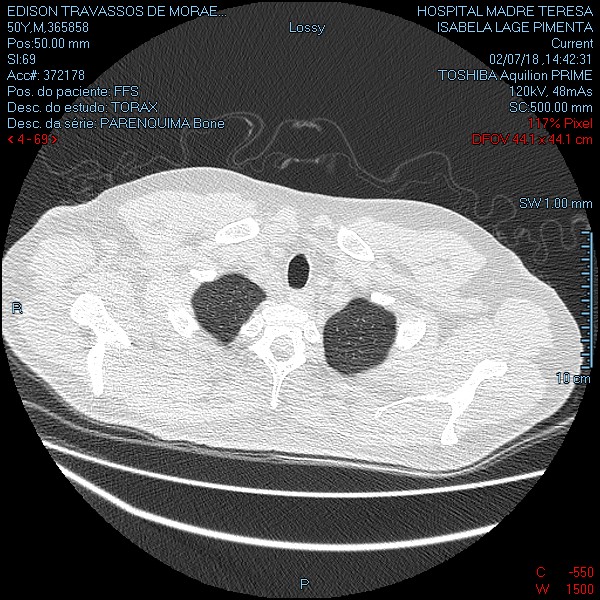 EDISON TRAVASSOS DE MORAE...
50Y,M,365858
Pos:50.00 mm
SI:69
Acc#: 372178
Pos. do paciente: FFS
Desc. do estudo: TORAX
Desc. da série: PARENQUIMA Bone
< 4 - 69 >
Lossy
HOSPITAL MADRE TERESA
ISABELA LAGE PIMENTA
Current
02/07/18 ,14:42:31
TOSHIBA Aquilion PRIME
120kV, 48mAs
SC:500.00 mm
117% Pixel
DFOV 44.1 x 44.1 cm
SW:1.00 mm
R
10 cm
P
C -550
W 1500